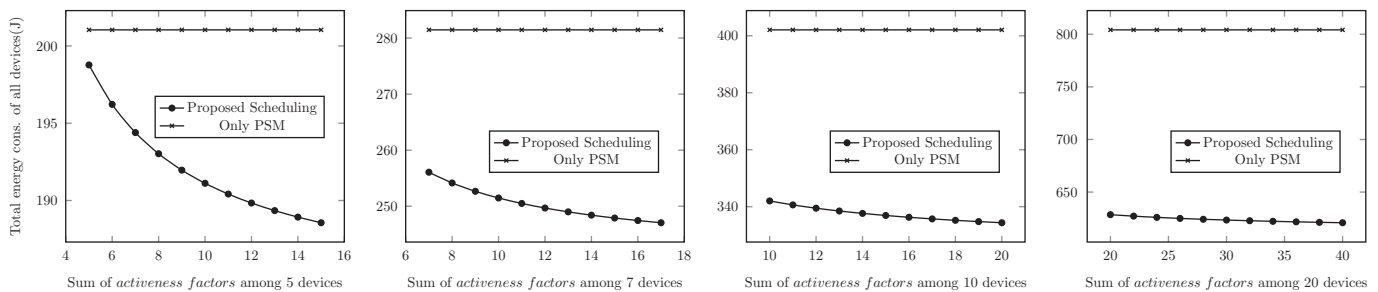 Total energy cons. of all devices(J)
200
195
190
Proposed Scheduling
Only PSM
4 6 8 10 12 14 16
Sum of activeness factors among 5 devices
280
270
260
250
Proposed Scheduling
Only PSM
6 8 10 12 14 16 18
Sum of activeness factors among 7 devices
400
380
360
340
Proposed Scheduling
Only PSM
10 12 14 16 18 20
Sum of activeness factors among 10 devices
800
750
700
650
Proposed Scheduling
Only PSM
20 25 30 35 40
Sum of activeness factors among 20 devices